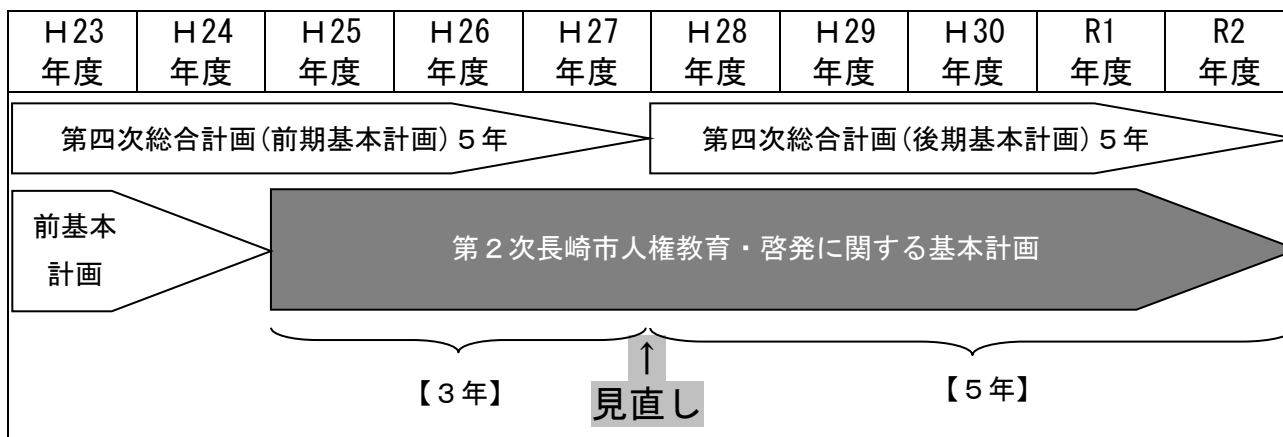 Ｈ23 Ｈ24 Ｈ25 Ｈ26 Ｈ27 Ｈ28 Ｈ29 Ｈ30 R1 R2
年度 年度 年度 年度 年度 年度 年度 年度 年度 年度
第四次総合計画(前期基本計画)５年 第四次総合計画(後期基本計画)５年
前基本
計画
第２次長崎市人権教育・啓発に関する基本計画
↑
【３年】 【５年】
見直し